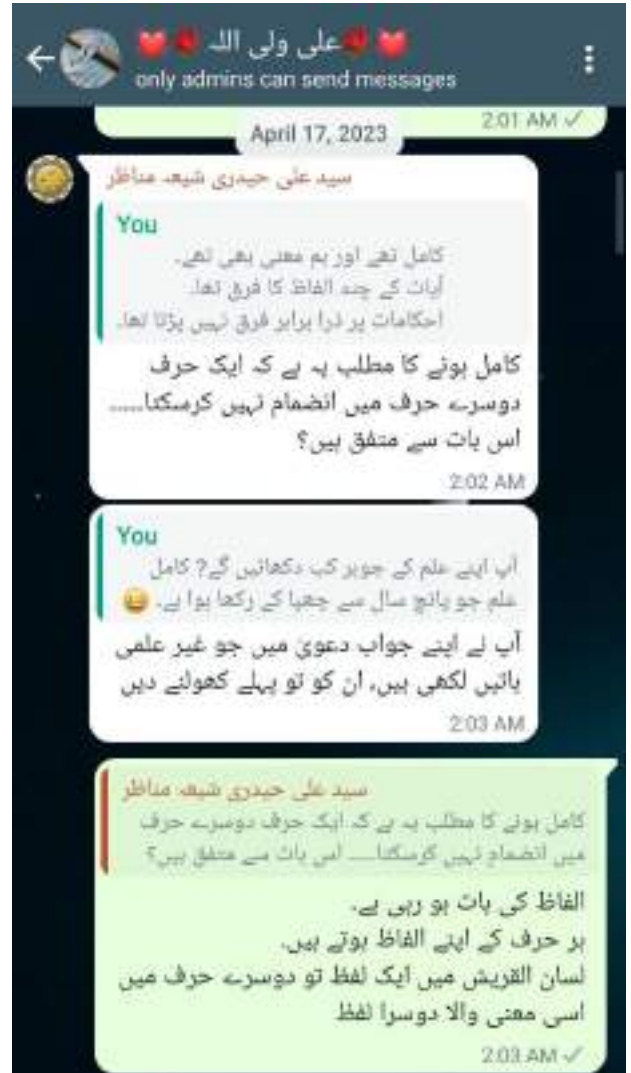 علی ولی اللہ
only admins can send messages
2:01 AM
April 17, 2023
سید علی حیدری شیعہ مناظر
You
کامل تھے اور ہم معنی بھی تھے۔
آیات کے چند الفاظ کا فرق تھا۔
احکامات پر ذرا برابر فرق نہیں پڑتا تھا۔
کامل ہونے کا مطلب یہ ہے کہ ایک حرف
دوسرے حرف میں انضمام نہیں کرسکتا.....
اس بات سے متفق ہیں؟
2:02 AM
You
آپ اپنے علم کے جوہر کب دکھائیں گے? کامل
علم جو پانچ سال سے چھپا کے رکھا ہوا ہے۔ 😄
آپ نے اپنے جواب دعویٰ میں جو غیر علمی
باتیں لکھی ہیں، ان کو تو پہلے کھولنے دیں
2:03 AM
سید علی حیدری شیعہ مناظر
کامل ہونے کا مطلب یہ ہے کہ ایک حرف دوسرے حرف
میں انضمام نہیں کرسکتا..... اس بات سے متفق ہیں؟
الفاظ کی بات ہو رہی ہے۔
ہر حرف کے اپنے الفاظ ہوتے ہیں۔
لسان القریش میں ایک لفظ تو دوسرے حرف میں
اسی معنی والا دوسرا لفظ
2:03 AM